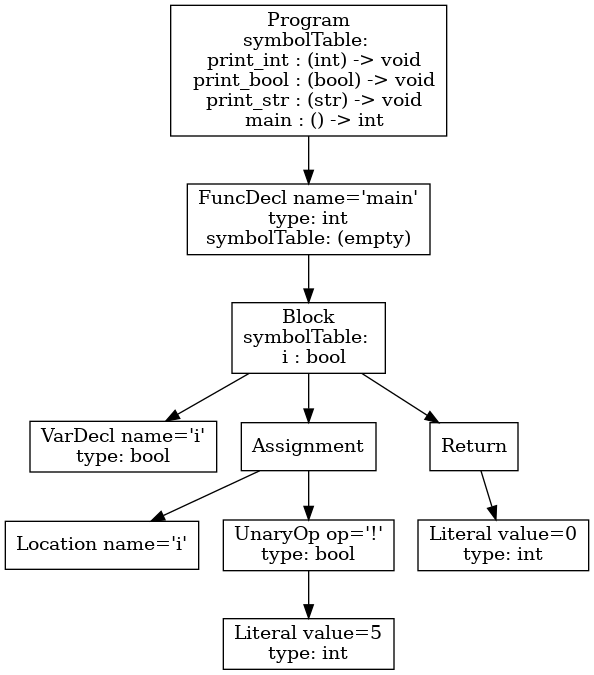 Program
symbolTable:
print_int : (int) -> void
print_bool : (bool) -> void
print_str : (str) -> void
main : () -> int
FuncDecl name='main'
type: int
symbolTable: (empty)
Block
symbolTable:
i : bool
VarDecl name='i'
type: bool
Assignment
Return
Location name='i'
UnaryOp op='!'
type: bool
Literal value=0
type: int
Literal value=5
type: int